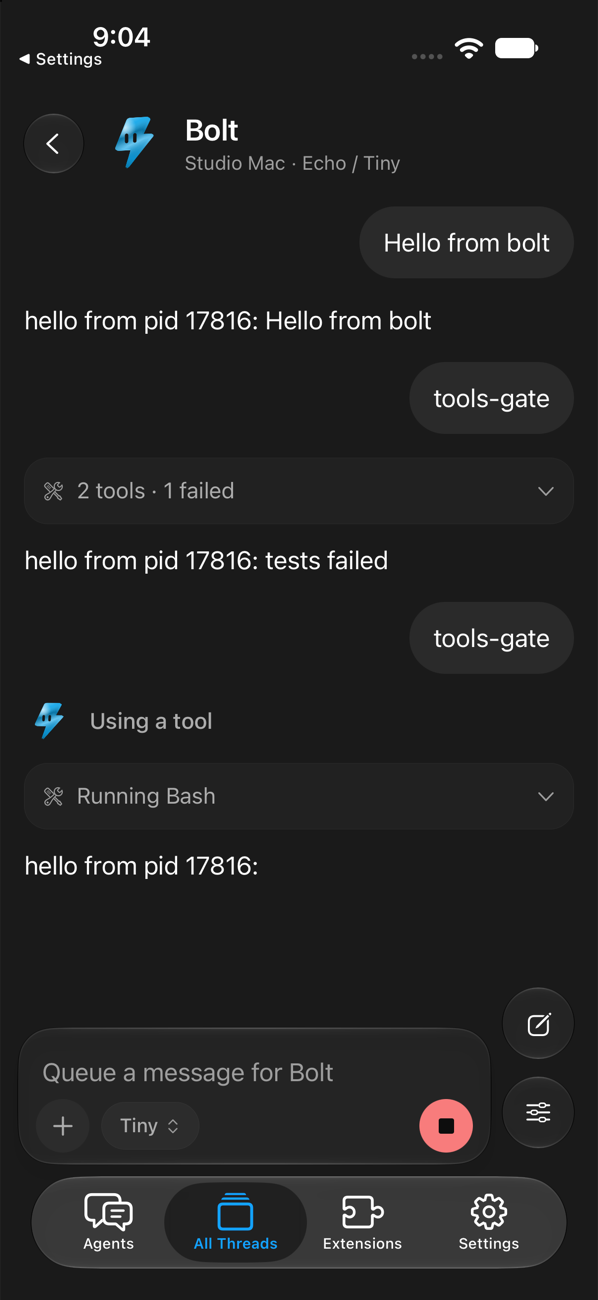 9:04
◀ Settings
Bolt
Studio Mac · Echo / Tiny
Hello from bolt
hello from pid 17816: Hello from bolt
tools-gate
2 tools · 1 failed
hello from pid 17816: tests failed
tools-gate
Using a tool
Running Bash
hello from pid 17816:
Queue a message for Bolt
Tiny
Agents
All Threads
Extensions
Settings